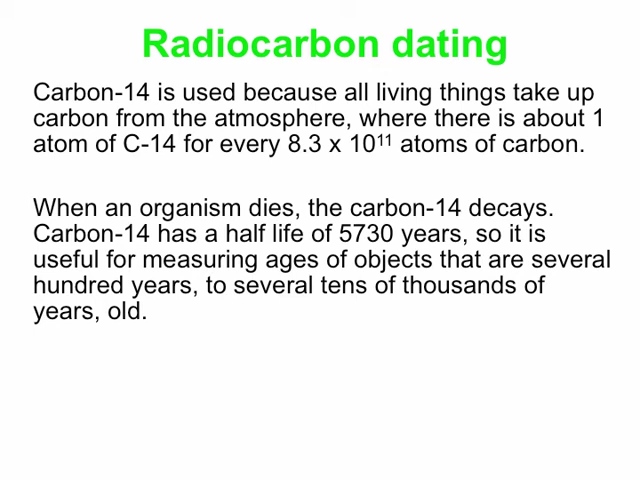 Radiocarbon dating
Carbon-14 is used because all living things take up
carbon from the atmosphere, where there is about 1
atom of C-14 for every 8.3 x 10¹¹ atoms of carbon.
When an organism dies, the carbon-14 decays.
Carbon-14 has a half life of 5730 years, so it is
useful for measuring ages of objects that are several
hundred years, to several tens of thousands of
years, old.